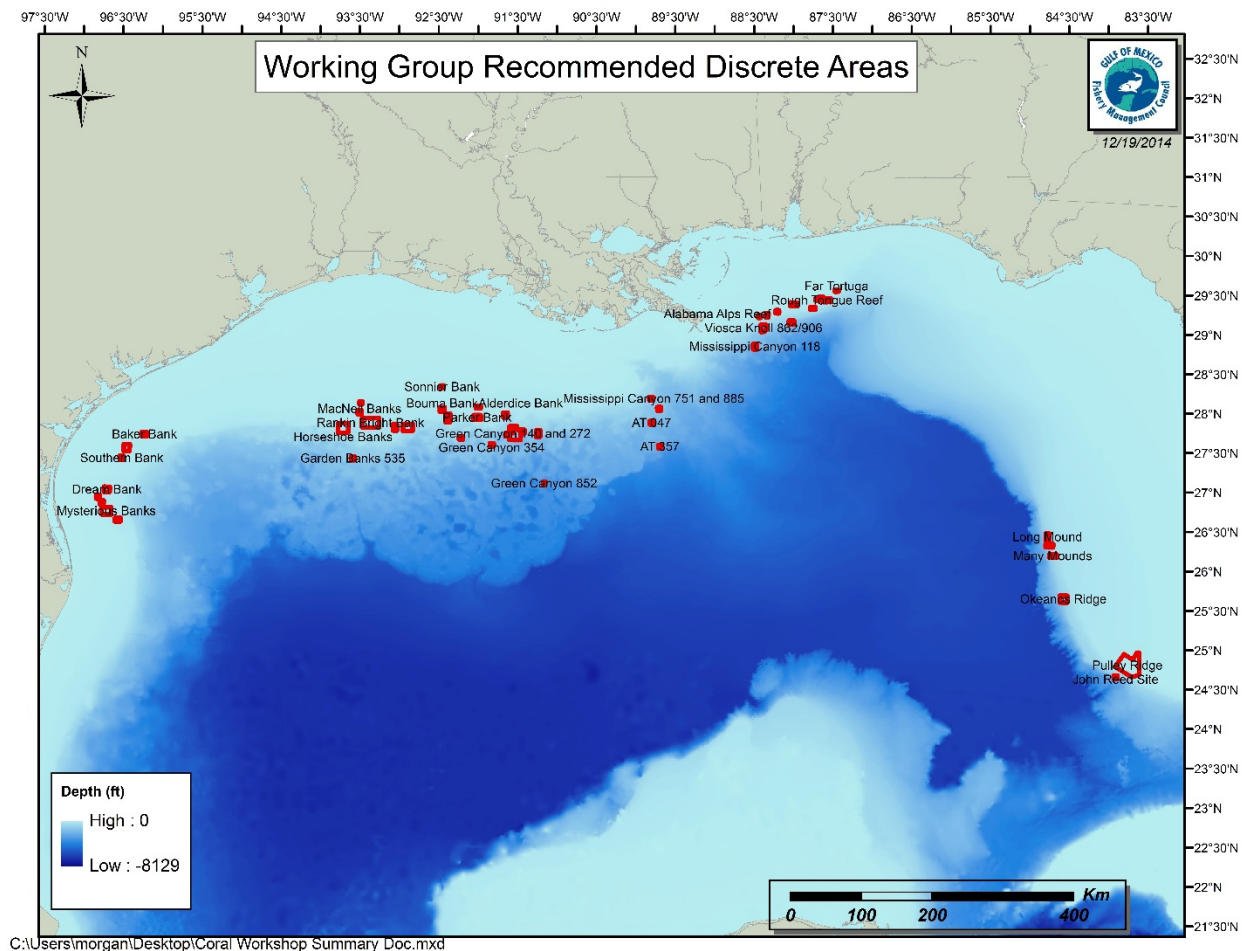 97°30'W 96°30'W 95°30'W 94°30'W 93°30'W 92°30'W 91°30'W 90°30'W 89°30'W 88°30'W 87°30'W 86°30'W 85°30'W 84°30'W 83°30'W
N
Working Group Recommended Discrete Areas
GULF OF MEXICO
Fishery Management Council
12/19/2014
32°30'N
32°N
31°30'N
31°N
30°30'N
30°N
29°30'N
29°N
28°30'N
28°N
27°30'N
27°N
26°30'N
26°N
25°30'N
25°N
24°30'N
24°N
23°30'N
23°N
22°30'N
22°N
21°30'N
Far Tortuga
Rough Tongue Reef
Alabama Alps Reef
Viosca Knoll 862/906
Mississippi Canyon 118
Sonnier Bank
Mississippi Canyon 751 and 885
Bouma Bank Alderdice Bank
MacNeil Banks
Parker Bank
Rankin Bright Bank
AT 047
Baker Bank
Horseshoe Banks
Green Canyon 140 and 272
Green Canyon 354
AT 357
Southern Bank
Garden Banks 535
Green Canyon 852
Dream Bank
Mysterious Banks
Long Mound
Many Mounds
Okeanos Ridge
Pulley Ridge
John Reed Site
Depth (ft)
High : 0
Low : -8129
Km
0 100 200 400
C:\Users\morgan\Desktop\Coral Workshop Summary Doc.mxd